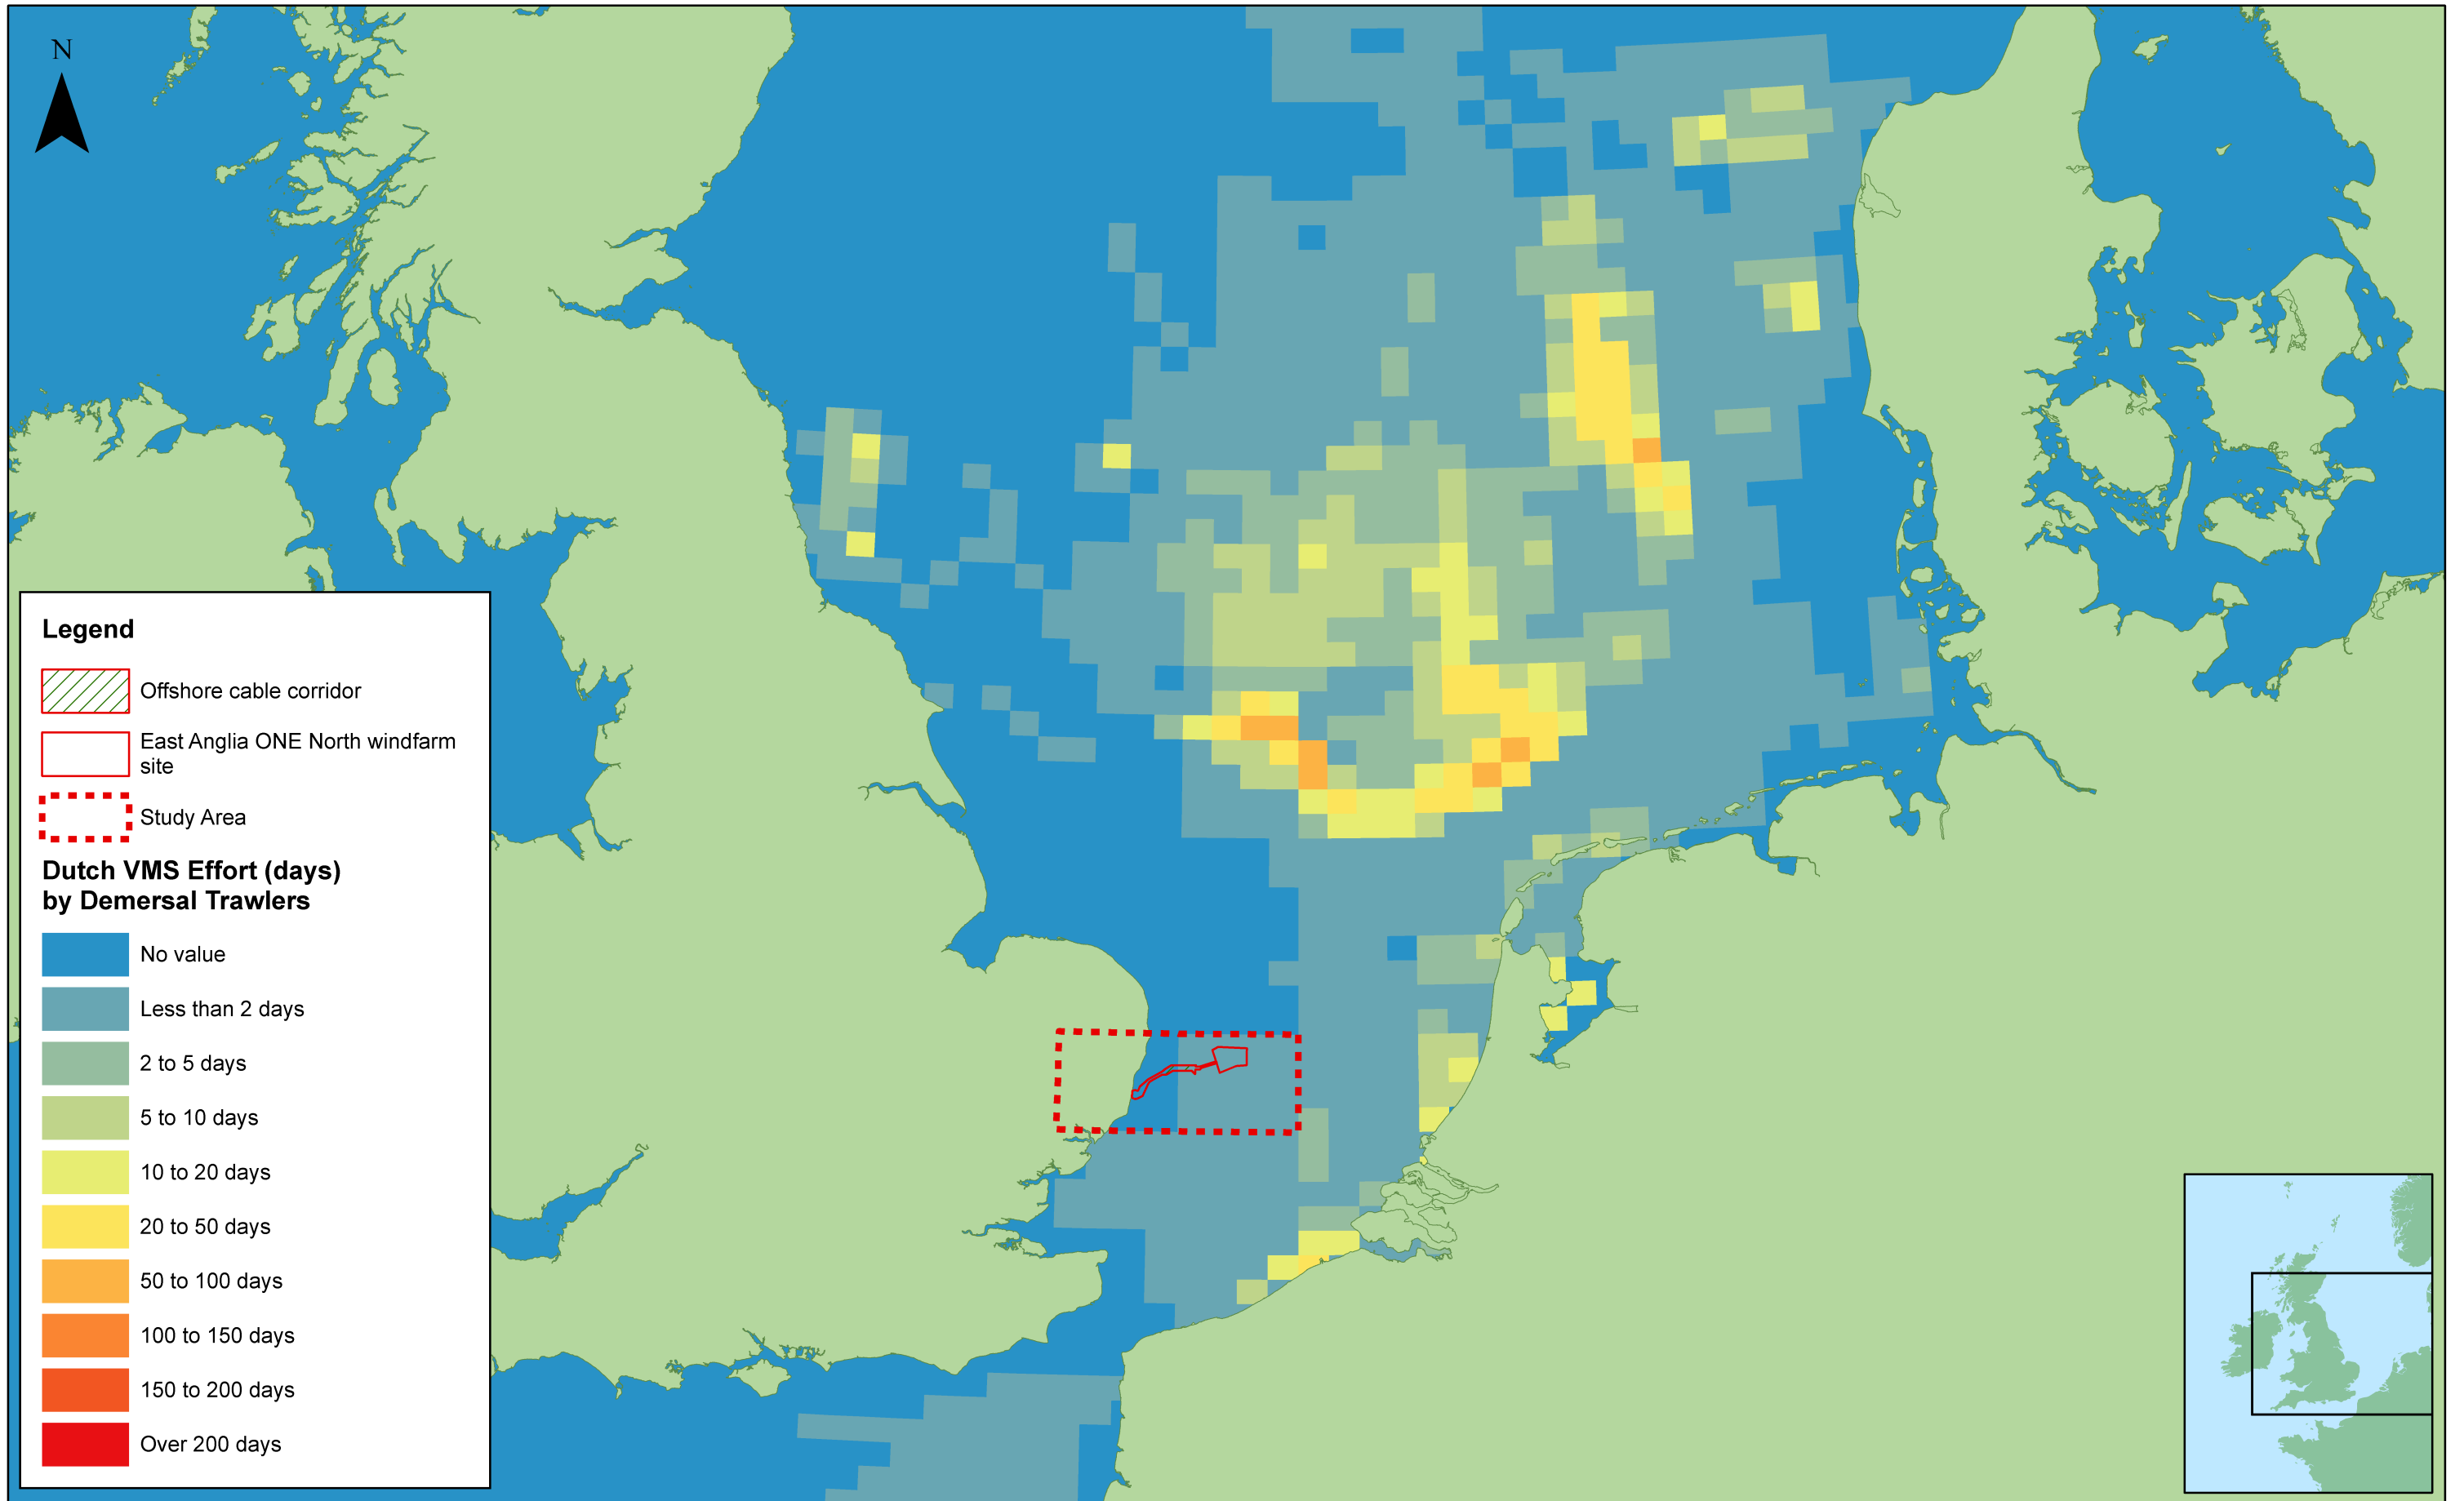 N
Legend
Offshore cable corridor
East Anglia ONE North windfarm
site
Study Area
Dutch VMS Effort (days)
by Demersal Trawlers
No value
Less than 2 days
2 to 5 days
5 to 10 days
10 to 20 days
20 to 50 days
50 to 100 days
100 to 150 days
150 to 200 days
Over 200 days